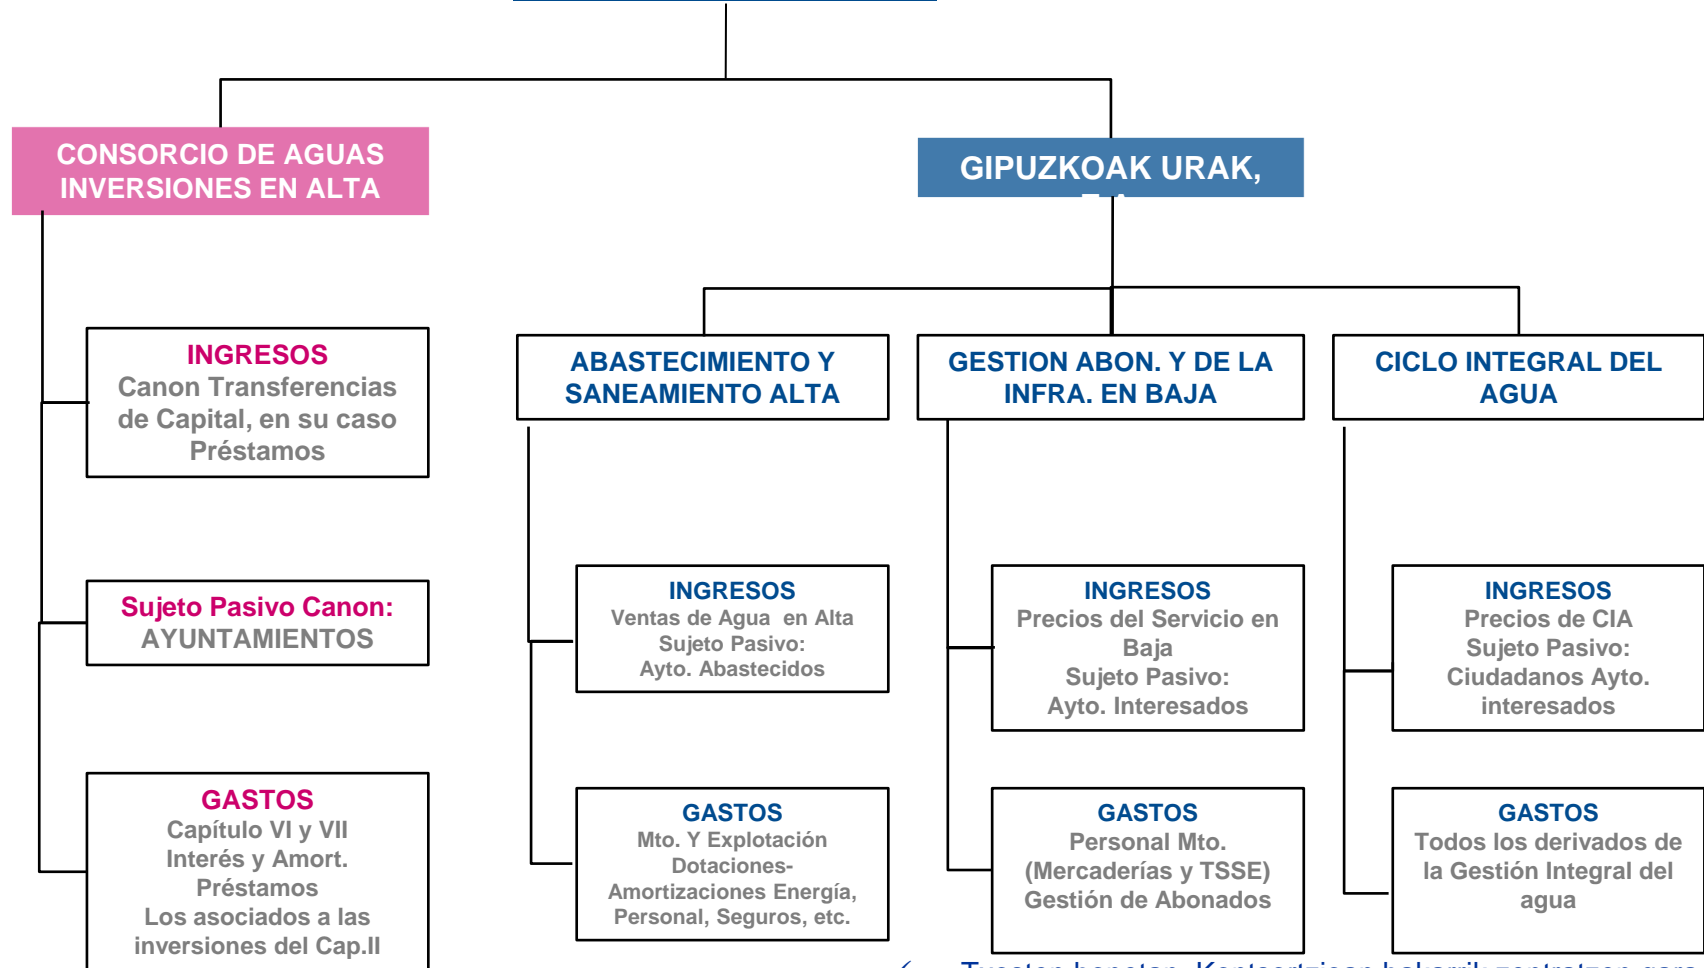 CONSORCIO DE AGUAS
INVERSIONES EN ALTA
GIPUZKOAK URAK,
INGRESOS
Canon Transferencias
de Capital, en su caso
Préstamos
Sujeto Pasivo Canon:
AYUNTAMIENTOS
GASTOS
Capítulo VI y VII
Interés y Amort.
Préstamos
Los asociados a las
inversiones del Cap.II
ABASTECIMIENTO Y
SANEAMIENTO ALTA
INGRESOS
Ventas de Agua en Alta
Sujeto Pasivo:
Ayto. Abastecidos
GASTOS
Mto. Y Explotación
Dotaciones-
Amortizaciones Energía,
Personal, Seguros, etc.
GESTION ABON. Y DE LA
INFRA. EN BAJA
INGRESOS
Precios del Servicio en
Baja
Sujeto Pasivo:
Ayto. Interesados
GASTOS
Personal Mto.
(Mercaderías y TSSE)
Gestión de Abonados
CICLO INTEGRAL DEL
AGUA
INGRESOS
Precios de CIA
Sujeto Pasivo:
Ciudadanos Ayto.
interesados
GASTOS
Todos los derivados de
la Gestión Integral del
agua